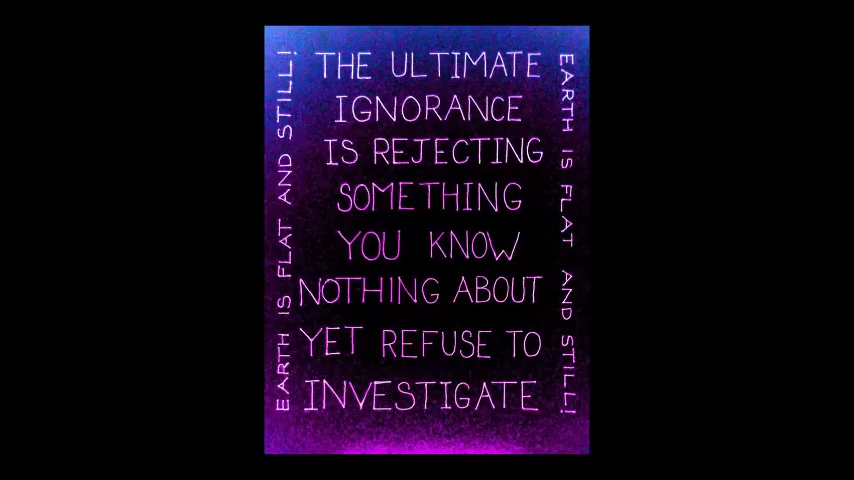 THE ULTIMATE
IGNORANCE
IS REJECTING
SOMETHING
YOU KNOW
NOTHING ABOUT
YET REFUSE TO
INVESTIGATE
EARTH IS FLAT AND STILL!
EARTH IS FLAT AND STILL!